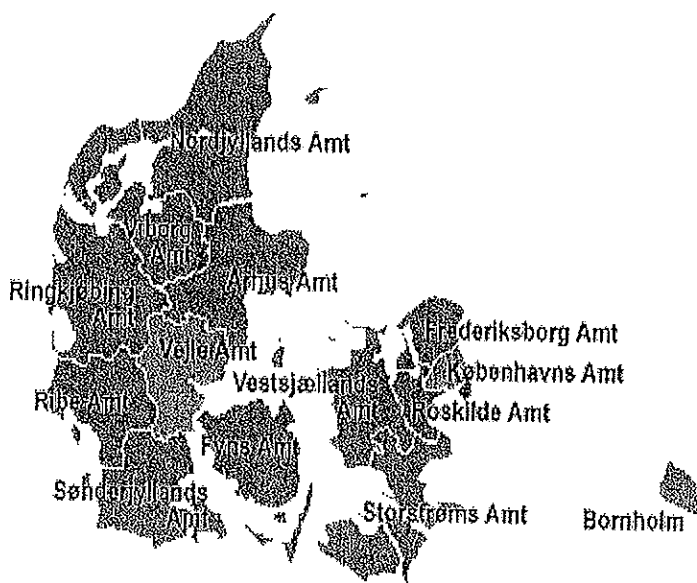 Nordjyllands Amt
Viborg
Amt
Århus Amt
Ringkjøbing
Amt
Frederiksborg Amt
Vejle Amt
Københavns Amt
Vestsjællands
Amt
Ribe Amt
Roskilde Amt
Fyns Amt
Sønderjyllands
Amt
Storstrøms Amt
Bornholm